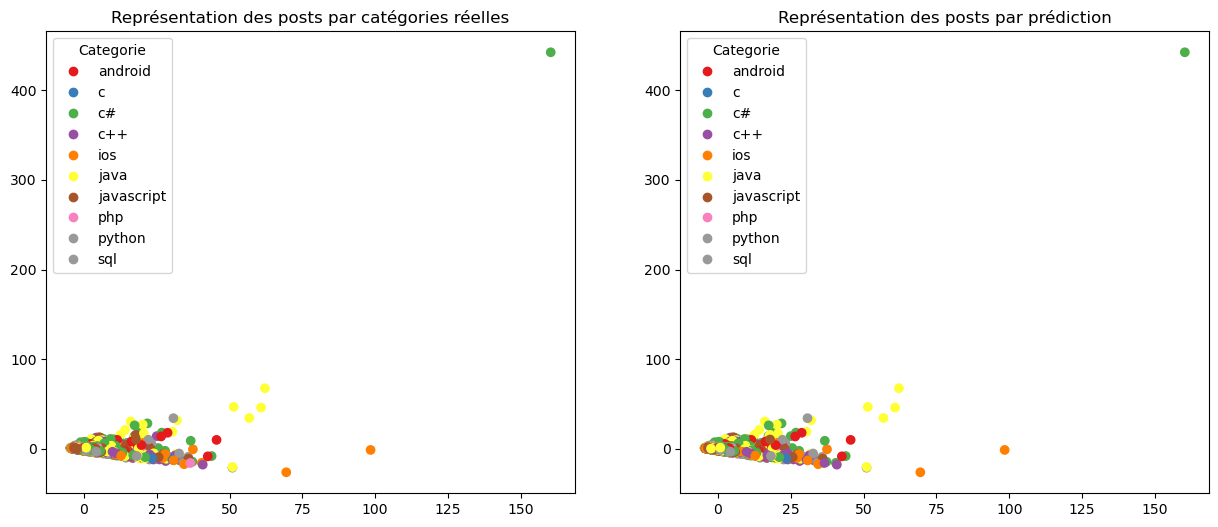 Représentation des posts par catégories réelles
Categorie
android
c
c#
c++
ios
java
javascript
php
python
sql
400
300
200
100
0
0
25
50
75
100
125
150
Représentation des posts par prédiction
Categorie
android
c
c#
c++
ios
java
javascript
php
python
sql
400
300
200
100
0
0
25
50
75
100
125
150